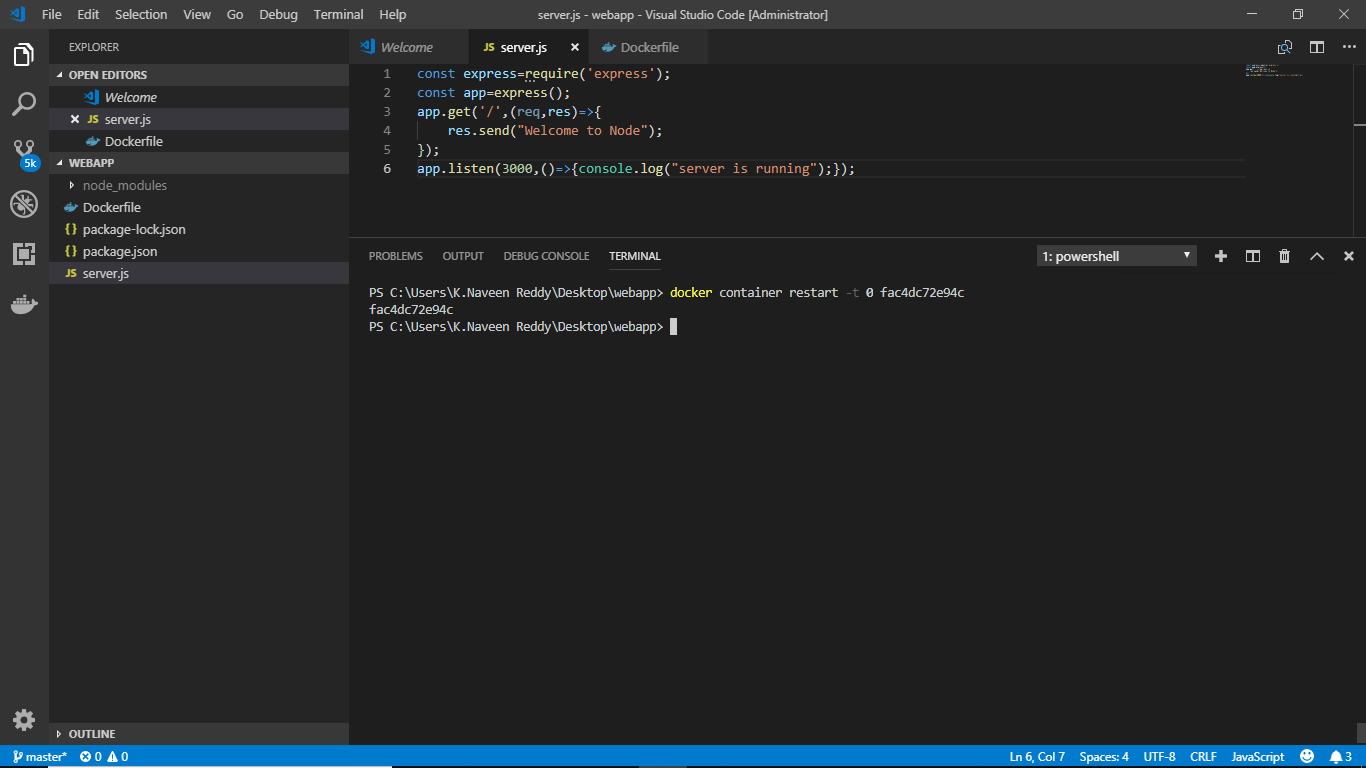 File Edit Selection View Go Debug Terminal Help server.js - webapp - Visual Studio Code [Administrator]
EXPLORER
OPEN EDITORS
Welcome
JS server.js
Dockerfile
WEBAPP
node_modules
Dockerfile
{} package-lock.json
{} package.json
JS server.js
OUTLINE
5k
Welcome JS server.js Dockerfile
1 const express=require('express');
2 const app=express();
3 app.get('/',(req,res)=>{
4 res.send("Welcome to Node");
5 });
6 app.listen(3000,()=>{console.log("server is running");});
PROBLEMS OUTPUT DEBUG CONSOLE TERMINAL 1: powershell
PS C:\Users\K.Naveen Reddy\Desktop\webapp> docker container restart -t 0 fac4dc72e94c
fac4dc72e94c
PS C:\Users\K.Naveen Reddy\Desktop\webapp>
master* 0 0 Ln 6, Col 7 Spaces: 4 UTF-8 CRLF JavaScript 3